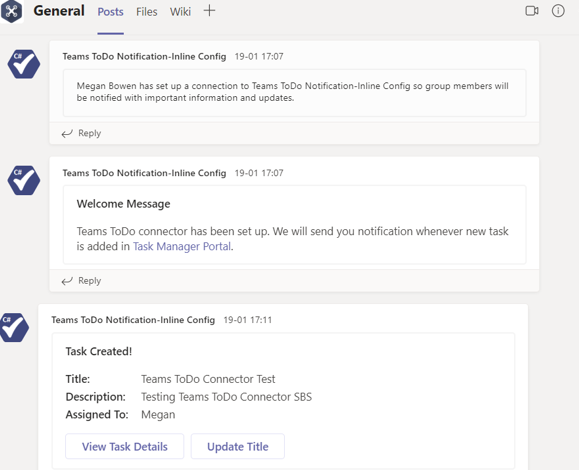 General Posts Files Wiki
C#
Teams ToDo Notification-Inline Config 19-01 17:07
Megan Bowen has set up a connection to Teams ToDo Notification-Inline Config so group members will
be notified with important information and updates.
Reply
C#
Teams ToDo Notification-Inline Config 19-01 17:07
Welcome Message
Teams ToDo connector has been set up. We will send you notification whenever new task
is added in Task Manager Portal.
Reply
C#
Teams ToDo Notification-Inline Config 19-01 17:11
Task Created!
Title: Teams ToDo Connector Test
Description: Testing Teams ToDo Connector SBS
Assigned To: Megan
View Task Details Update Title